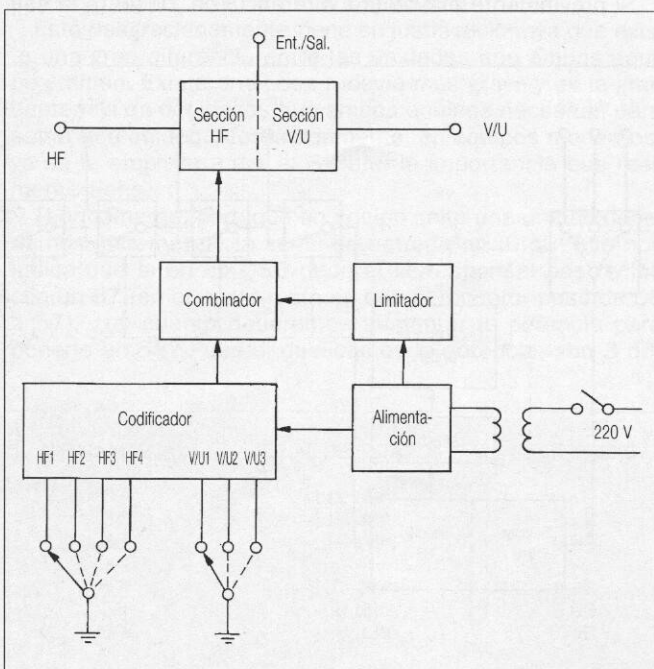 Ent./Sal.
Sección HF
Sección V/U
HF
V/U
Combinador
Limitador
Codificador
HF1 HF2 HF3 HF4 V/U1 V/U2 V/U3
Alimenta-
ción
220 V